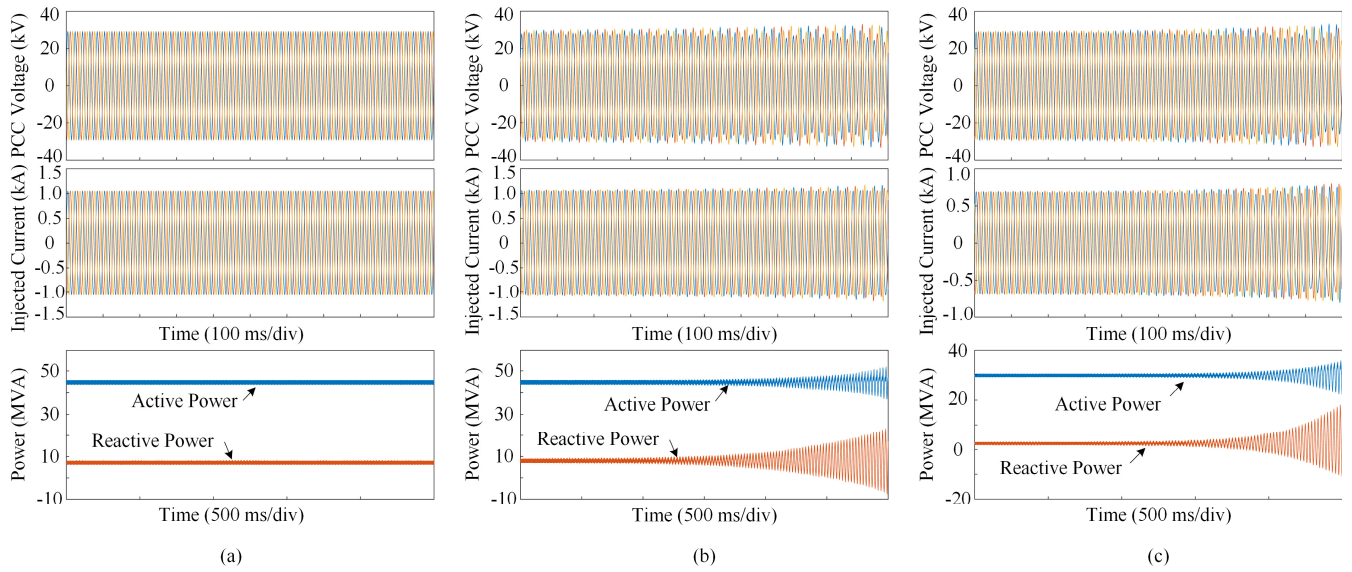 PCC Voltage (kV)
40
20
0
-20
-40
Injected Current (kA)
1.5
1.0
0.5
0
-0.5
-1.0
-1.5
Time (100 ms/div)
Power (MVA)
50
30
10
-10
Active Power
Reactive Power
Time (500 ms/div)
(a)
PCC Voltage (kV)
40
20
0
-20
-40
Injected Current (kA)
1.5
1.0
0.5
0
-0.5
-1.0
-1.5
Time (100 ms/div)
Power (MVA)
50
30
10
-10
Active Power
Reactive Power
Time (500 ms/div)
(b)
PCC Voltage (kV)
40
20
0
-20
-40
Injected Current (kA)
1.0
0.5
0
-0.5
-1.0
Time (100 ms/div)
Power (MVA)
40
20
0
-20
Active Power
Reactive Power
Time (500 ms/div)
(c)